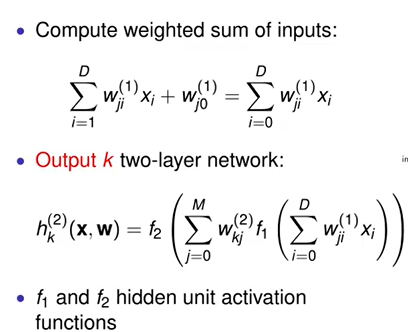 • Compute weighted sum of inputs:
\sum_{i=1}^{D} w_{ji}^{(1)} x_i + w_{j0}^{(1)} = \sum_{i=0}^{D} w_{ji}^{(1)} x_i
• Output k two-layer network:
in
h_k^{(2)}(\mathbf{x}, \mathbf{w}) = f_2 \left( \sum_{j=0}^{M} w_{kj}^{(2)} f_1 \left( \sum_{i=0}^{D} w_{ji}^{(1)} x_i \right) \right)
• f_1 and f_2 hidden unit activation
functions